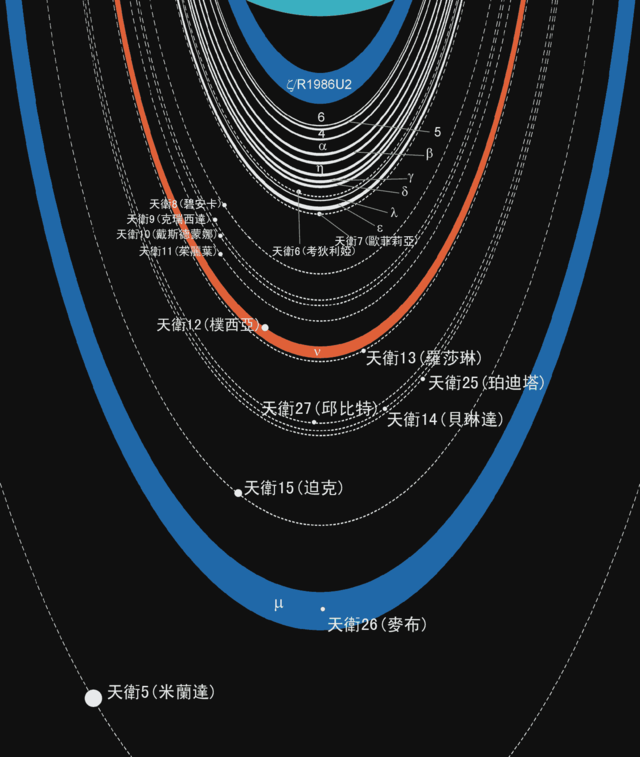 ζ/R1986U2
6
5
4
α
β
η
γ
δ
天衛8(碧安卡)
λ
天衛9(克瑞西達)
ε
天衛10(戴斯德蒙娜)
天衛7(歐菲莉亞)
天衛6(考狄利婭)
天衛11(茱麗葉)
天衛12(樸西亞)
ν
天衛13(羅莎琳)
天衛25(珀迪塔)
天衛27(邱比特)
天衛14(貝琳達)
天衛15(迫克)
μ
天衛26(麥布)
天衛5(米蘭達)